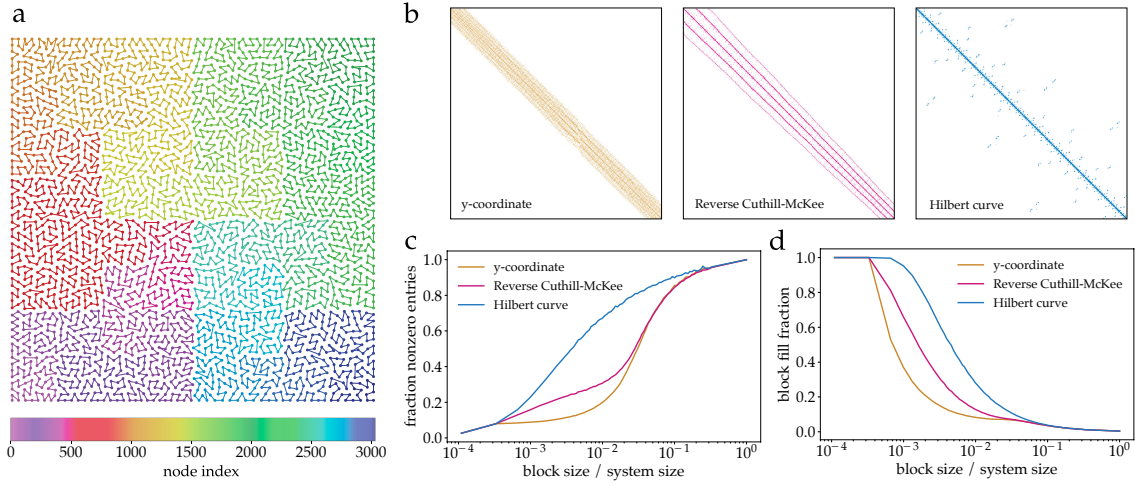 a
0 500 1000 1500 2000 2500 3000
node index
b
y-coordinate
Reverse Cuthill-McKee
Hilbert curve
c
fraction nonzero entries
1.0
0.8
0.6
0.4
0.2
0.0
y-coordinate
Reverse Cuthill-McKee
Hilbert curve
10⁻⁴ 10⁻³ 10⁻² 10⁻¹ 10⁰
block size / system size
d
block fill fraction
1.0
0.8
0.6
0.4
0.2
0.0
y-coordinate
Reverse Cuthill-McKee
Hilbert curve
10⁻⁴ 10⁻³ 10⁻² 10⁻¹ 10⁰
block size / system size